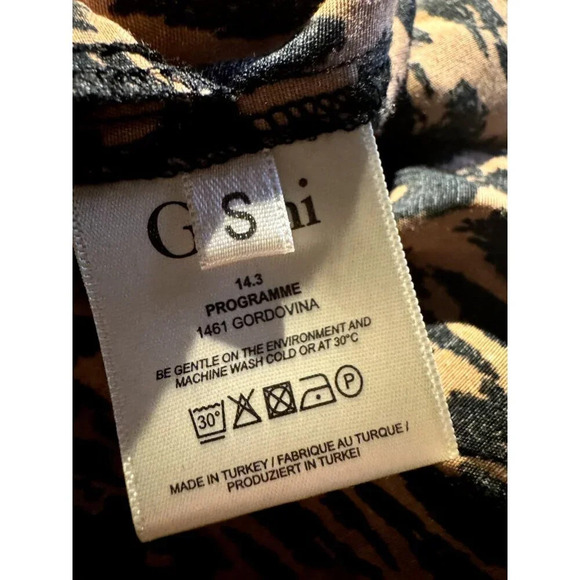 S
14.3
PROGRAMME
1461 GORDOVINA
BE GENTLE ON THE ENVIRONMENT AND
MACHINE WASH COLD OR AT 30°C
30°
P
MADE IN TURKEY / FABRIQUE AU TURQUE /
PRODUZIERT IN TURKEI